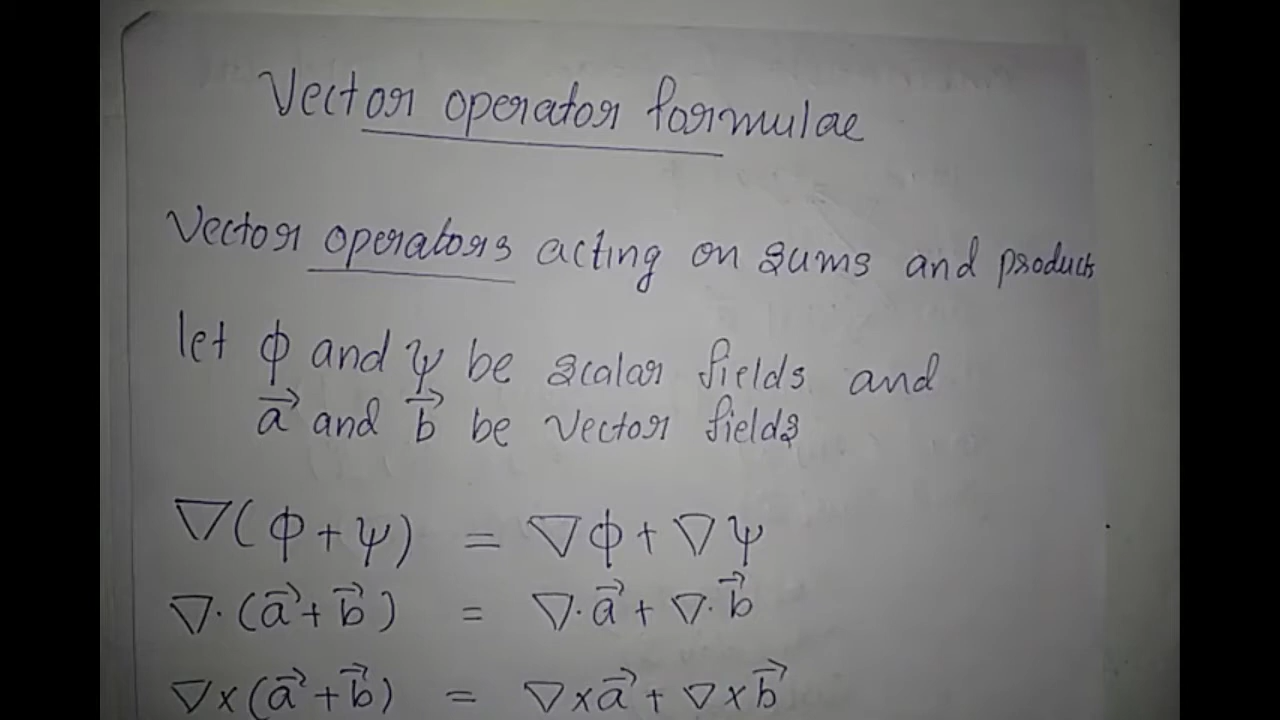 Vector operator formulae
Vector operators acting on sums and products
let ϕ and ψ be scalar fields and
a⃗ and b⃗ be vector fields
∇(ϕ+ψ) = ∇ϕ+∇ψ
∇·(a⃗+b⃗) = ∇·a⃗+∇·b⃗
∇×(a⃗+b⃗) = ∇×a⃗+∇×b⃗